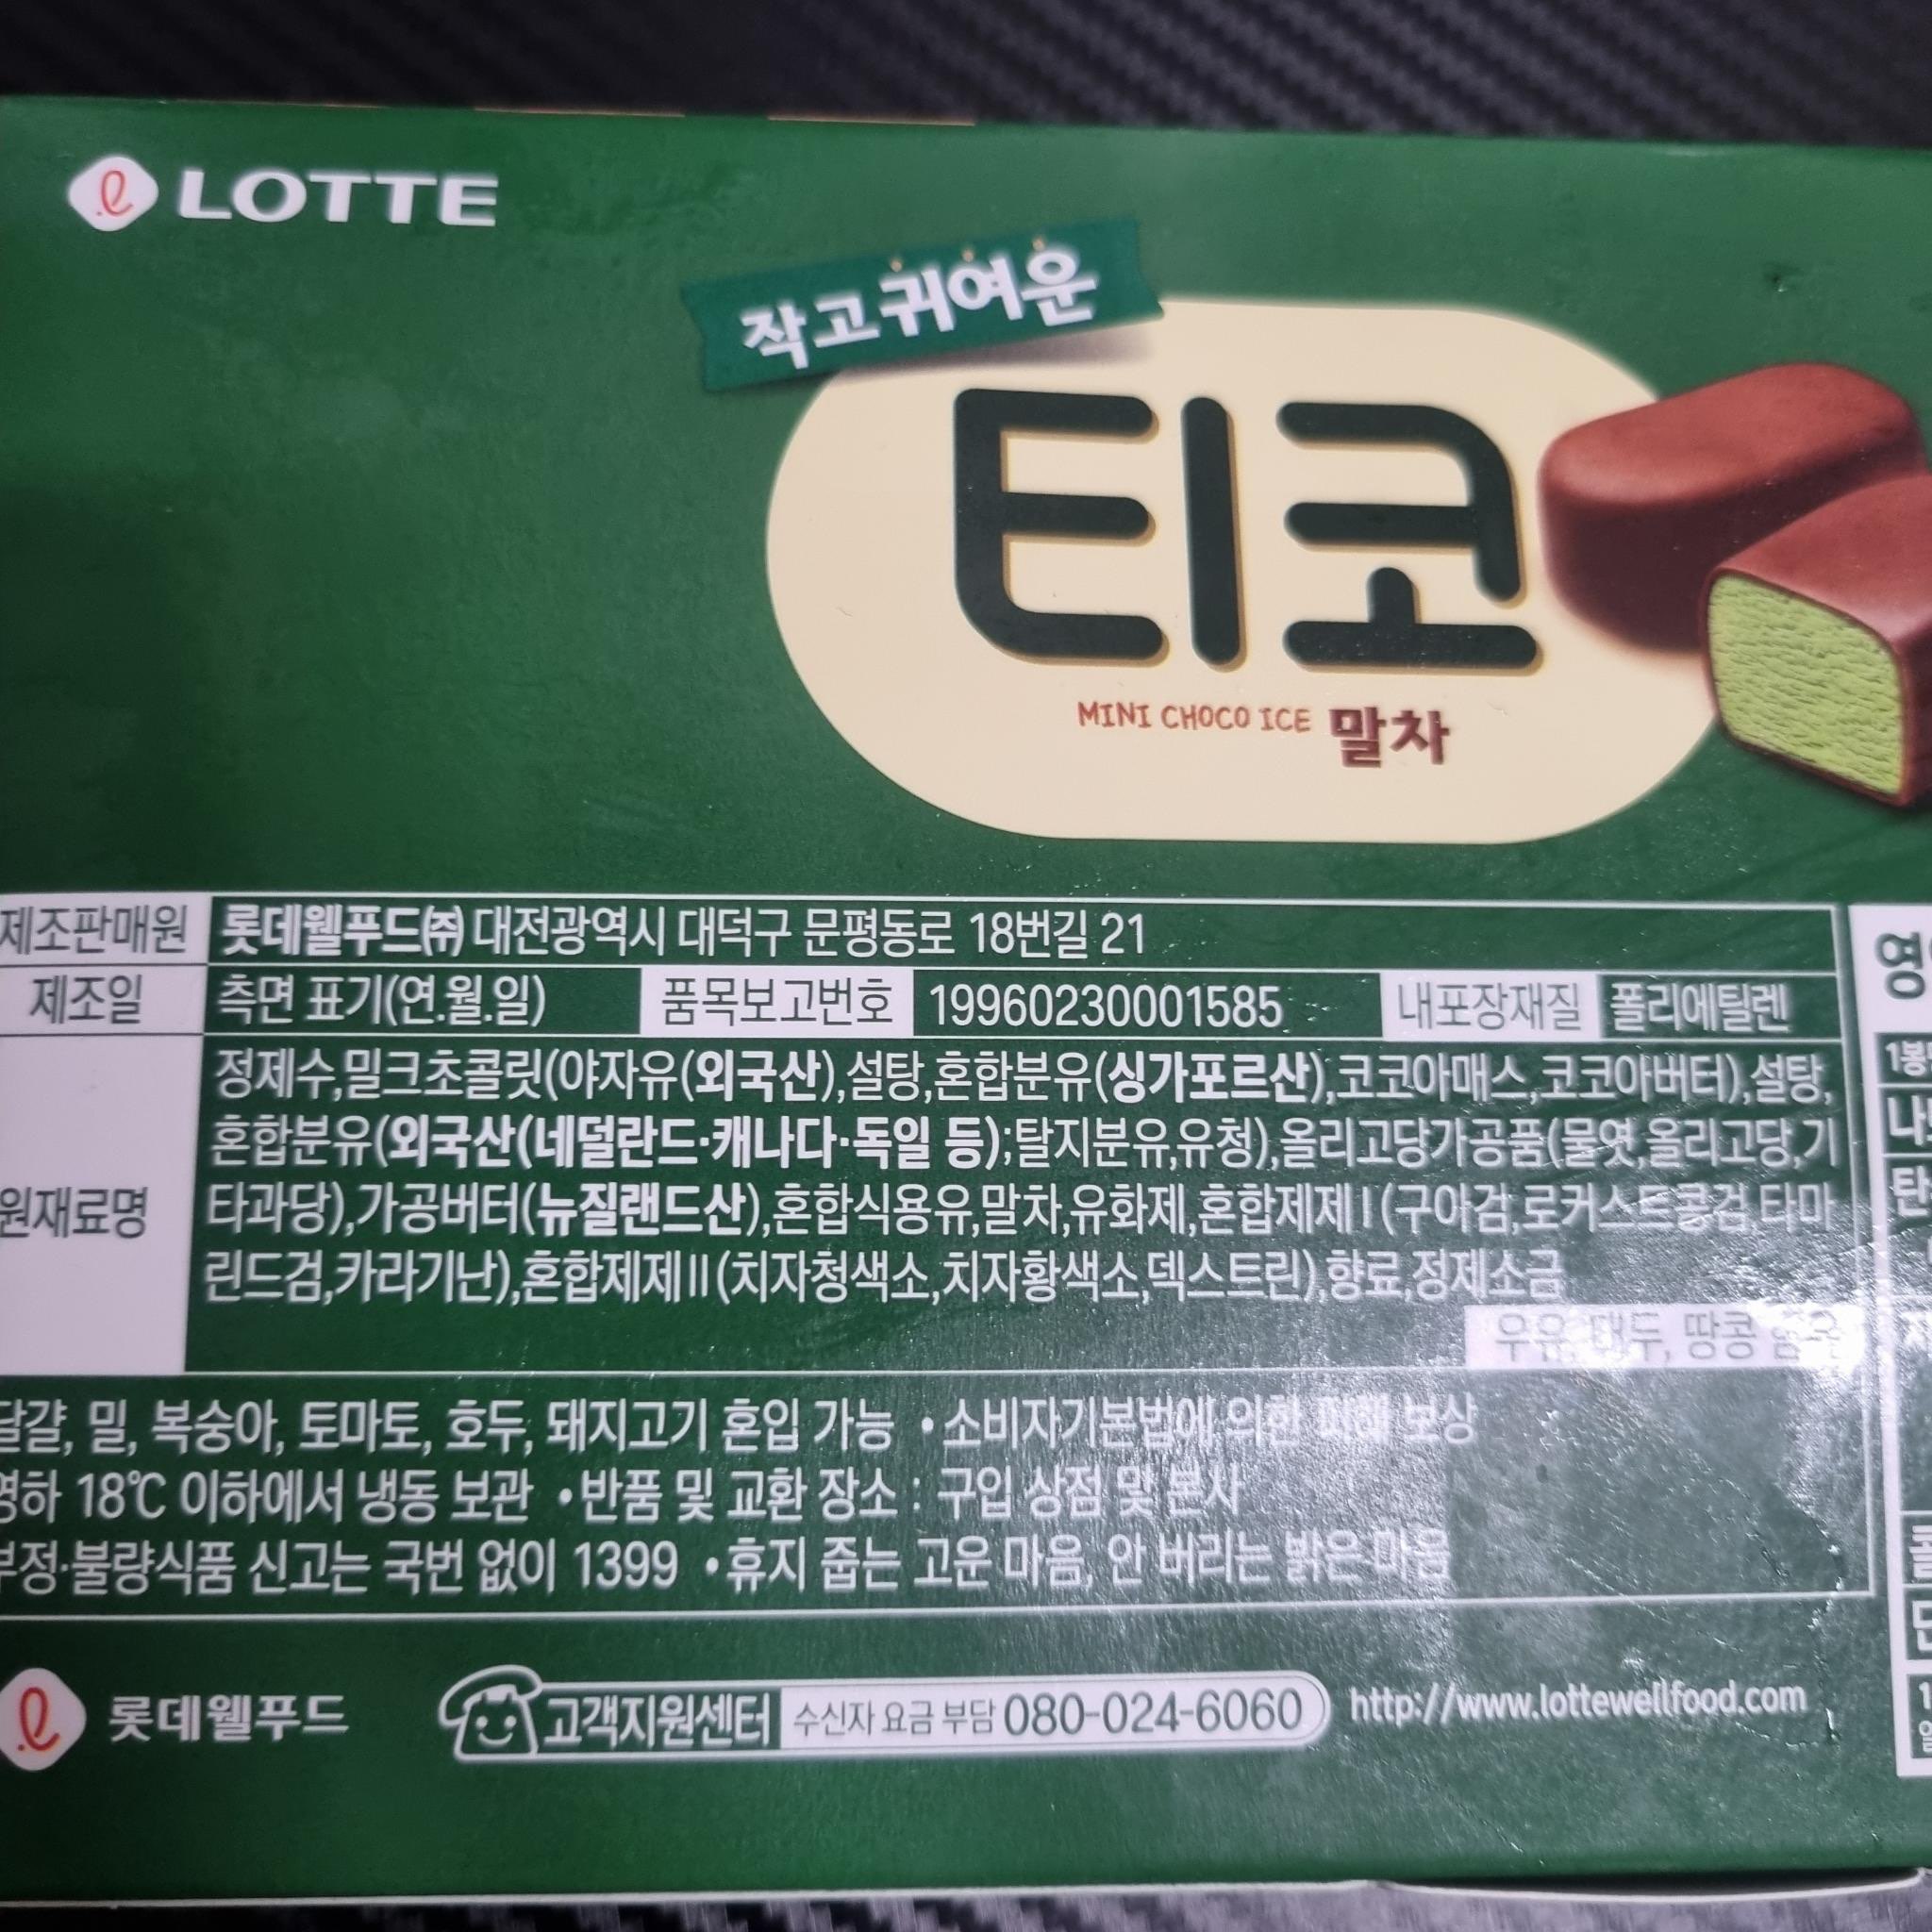 LOTTE
작고 귀여운
티코
MINI CHOCO ICE 말차
제조판매원 롯데웰푸드㈜ 대전광역시 대덕구 문평동로 18번길 21
제조일 측면 표기(연.월.일) 품목보고번호 19960230001585 내포장재질 폴리에틸렌
원재료명
정제수,밀크초콜릿(야자유(외국산),설탕,혼합분유(싱가포르산),코코아매스,코코아버터),설탕,
혼합분유(외국산(네덜란드·캐나다·독일 등);탈지분유,유청),올리고당가공품(물엿,올리고당,기
타과당),가공버터(뉴질랜드산),혼합식용유,말차,유화제,혼합제제Ⅰ(구아검,로커스트콩검,타마
린드검,카라기난),혼합제제Ⅱ(치자청색소,치자황색소,덱스트린),향료,정제소금
우유, 대두, 땅콩 함유
달걀, 밀, 복숭아, 토마토, 호두, 돼지고기 혼입 가능 •소비자기본법에 의한 피해 보상
영하 18℃ 이하에서 냉동 보관 •반품 및 교환 장소 : 구입 상점 및 본사
부정·불량식품 신고는 국번 없이 1399 •휴지 줍는 고운 마음, 안 버리는 밝은 마음
롯데웰푸드 고객지원센터 수신자 요금 부담 080-024-6060 http://www.lottewellfood.com